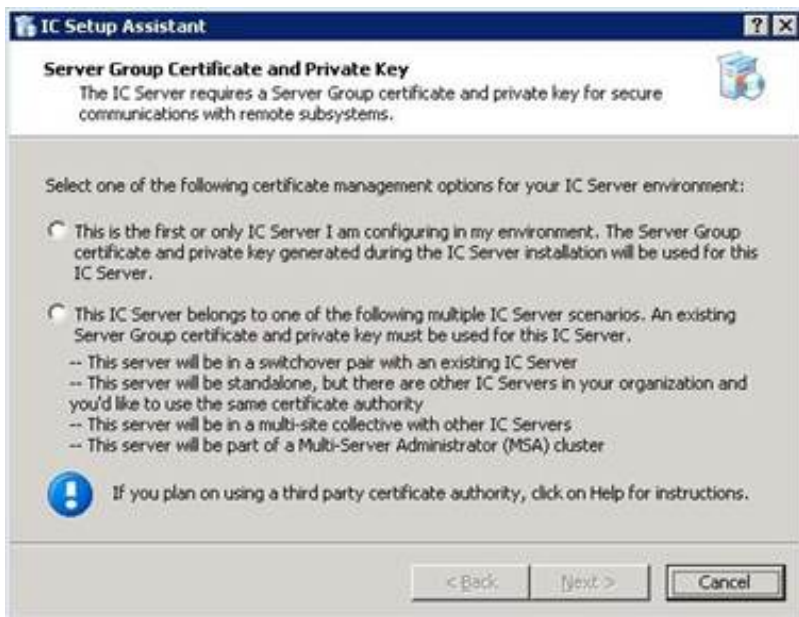 IC Setup Assistant
Server Group Certificate and Private Key
The IC Server requires a Server Group certificate and private key for secure
communications with remote subsystems.
Select one of the following certificate management options for your IC Server environment:
This is the first or only IC Server I am configuring in my environment. The Server Group
certificate and private key generated during the IC Server installation will be used for this
IC Server.
This IC Server belongs to one of the following multiple IC Server scenarios. An existing
Server Group certificate and private key must be used for this IC Server.
-- This server will be in a switchover pair with an existing IC Server
-- This server will be standalone, but there are other IC Servers in your organization and
you'd like to use the same certificate authority
-- This server will be in a multi-site collective with other IC Servers
-- This server will be part of a Multi-Server Administrator (MSA) cluster
If you plan on using a third party certificate authority, click on Help for instructions.
< Back Next > Cancel